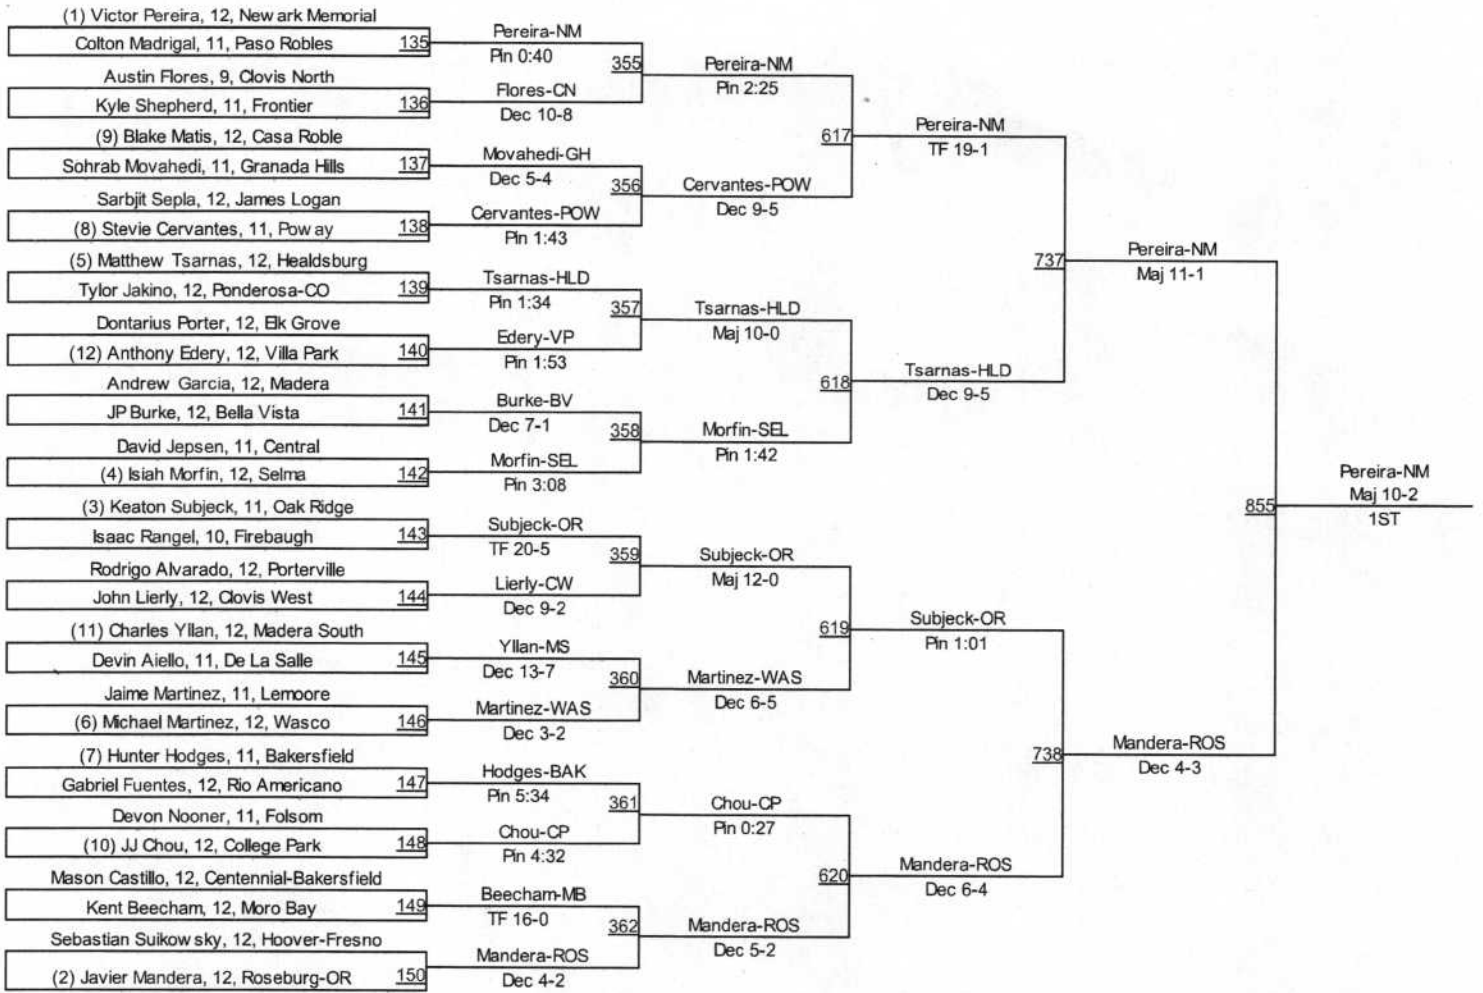 (1) Victor Pereira, 12, Newark Memorial
Colton Madrigal, 11, Paso Robles 135
Austin Flores, 9, Clovis North
Kyle Shepherd, 11, Frontier 136
(9) Blake Matis, 12, Casa Roble
Sohrab Movahedi, 11, Granada Hills 137
Sarbjit Sepla, 12, James Logan
(8) Stevie Cervantes, 11, Poway 138
(5) Matthew Tsarnas, 12, Healdsburg
Tylor Jakino, 12, Ponderosa-CO 139
Dontarius Porter, 12, Elk Grove
(12) Anthony Edery, 12, Villa Park 140
Andrew Garcia, 12, Madera
JP Burke, 12, Bella Vista 141
David Jepsen, 11, Central
(4) Isiah Morfin, 12, Selma 142
(3) Keaton Subjeck, 11, Oak Ridge
Isaac Rangel, 10, Firebaugh 143
Rodrigo Alvarado, 12, Porterville
John Lierly, 12, Clovis West 144
(11) Charles Yllan, 12, Madera South
Devin Aiello, 11, De La Salle 145
Jaime Martinez, 11, Lemoore
(6) Michael Martinez, 12, Wasco 146
(7) Hunter Hodges, 11, Bakersfield
Gabriel Fuentes, 12, Rio Americano 147
Devon Nooner, 11, Folsom
(10) JJ Chou, 12, College Park 148
Mason Castillo, 12, Centennial-Bakersfield
Kent Beecham, 12, Moro Bay 149
Sebastian Suikowsky, 12, Hoover-Fresno
(2) Javier Mandera, 12, Roseburg-OR 150
Pereira-NM
Pin 0:40
355
Flores-CN
Dec 10-8
Movahedi-GH
Dec 5-4
356
Cervantes-POW
Pin 1:43
Tsarnas-HLD
Pin 1:34
357
Edery-VP
Pin 1:53
Burke-BV
Dec 7-1
358
Morfin-SEL
Pin 3:08
Subjeck-OR
TF 20-5
359
Lierly-CW
Dec 9-2
Yllan-MS
Dec 13-7
360
Martinez-WAS
Dec 3-2
Hodges-BAK
Pin 5:34
361
Chou-CP
Pin 4:32
Beecham-MB
TF 16-0
362
Mandera-ROS
Dec 4-2
Pereira-NM
Pin 2:25
617
Cervantes-POW
Dec 9-5
Tsarnas-HLD
Maj 10-0
618
Morfin-SEL
Pin 1:42
Subjeck-OR
Maj 12-0
619
Martinez-WAS
Dec 6-5
Chou-CP
Pin 0:27
620
Mandera-ROS
Dec 5-2
Pereira-NM
TF 19-1
737
Tsarnas-HLD
Dec 9-5
Subjeck-OR
Pin 1:01
738
Mandera-ROS
Dec 6-4
Pereira-NM
Maj 11-1
855
Mandera-ROS
Dec 4-3
Pereira-NM
Maj 10-2
1ST